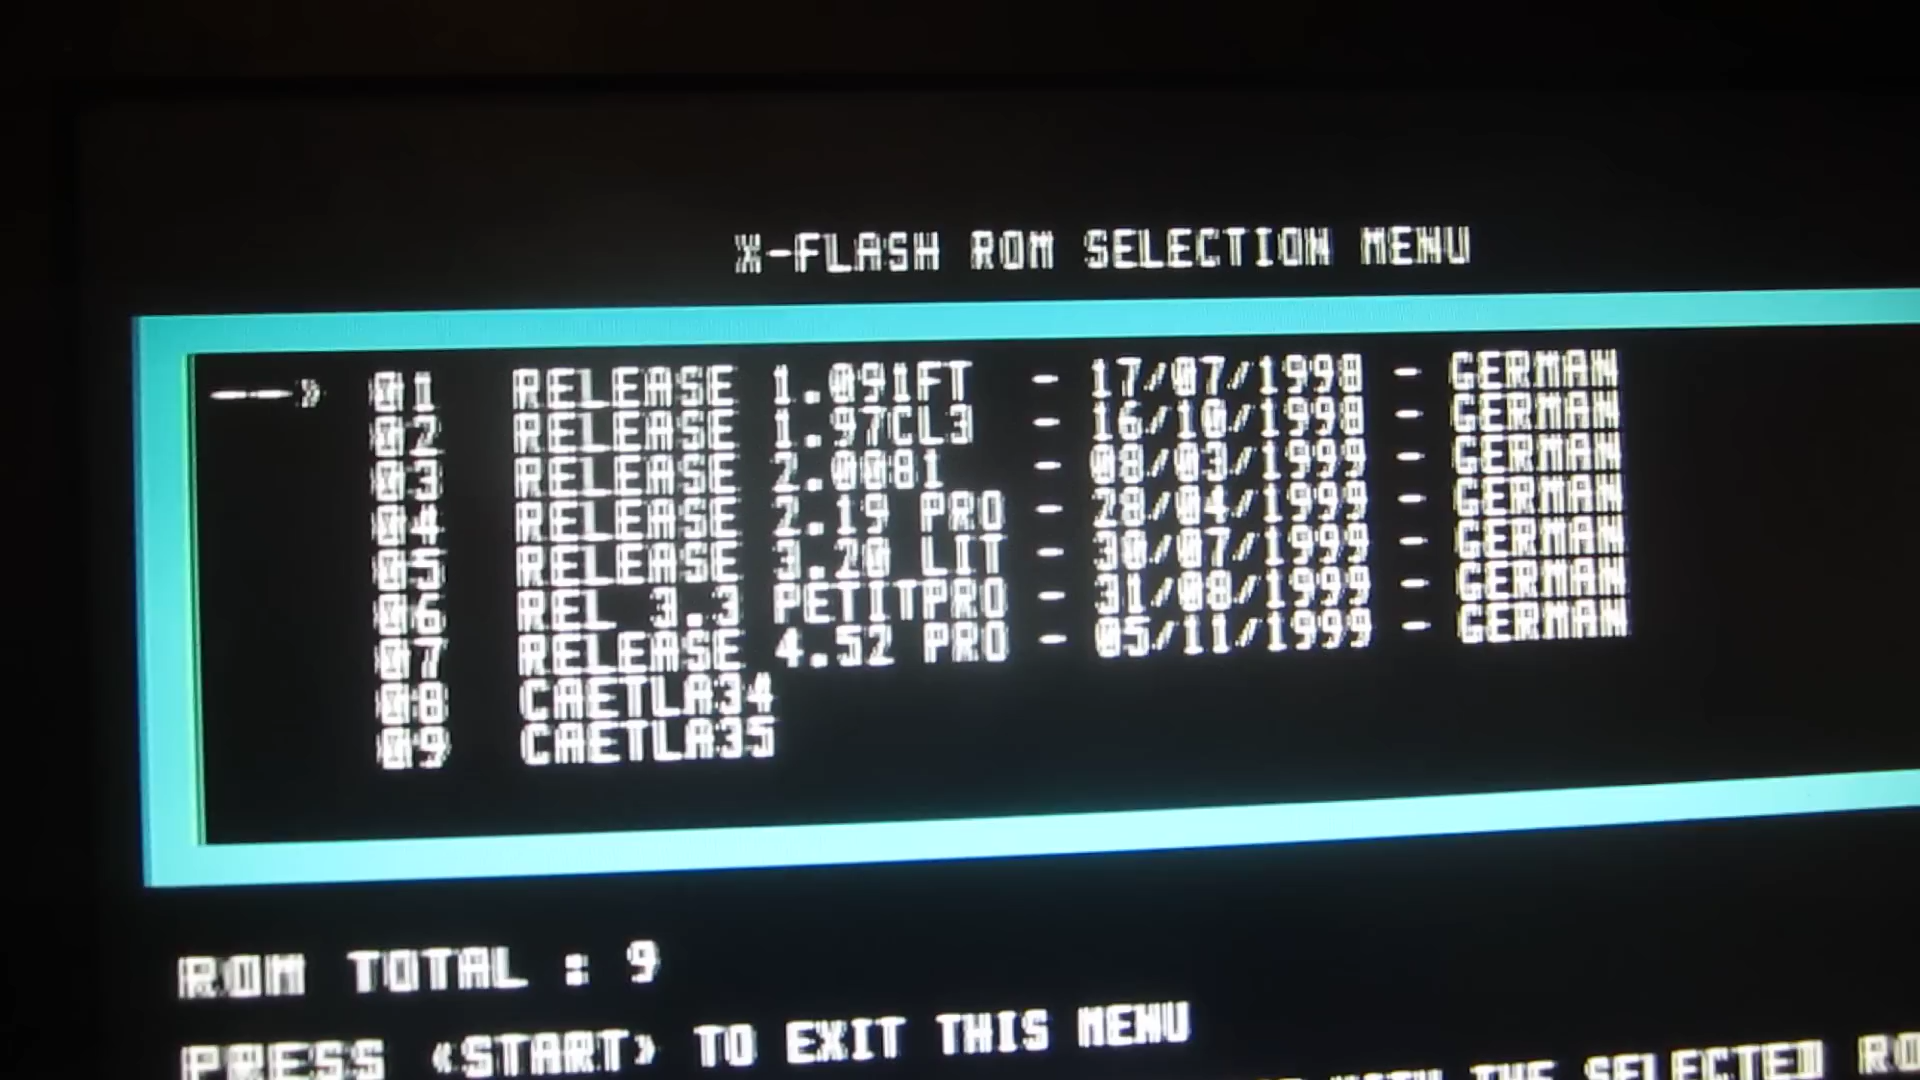 X-FLASH ROM SELECTION MENU
--» 01 RELEASE 1.091FT - 17/07/1998 - GERMAN
02 RELEASE 1.97CL3 - 16/10/1998 - GERMAN
03 RELEASE 2.0081 - 08/03/1999 - GERMAN
04 RELEASE 2.19 PRO - 28/04/1999 - GERMAN
05 RELEASE 3.20 LIT - 30/07/1999 - GERMAN
06 REL 3.3 PETITPRO - 31/08/1999 - GERMAN
07 RELEASE 4.52 PRO - 05/11/1999 - GERMAN
08 CAETLA34
09 CAETLA35
ROM TOTAL : 9
PRESS «START» TO EXIT THIS MENU
THE SELECTED